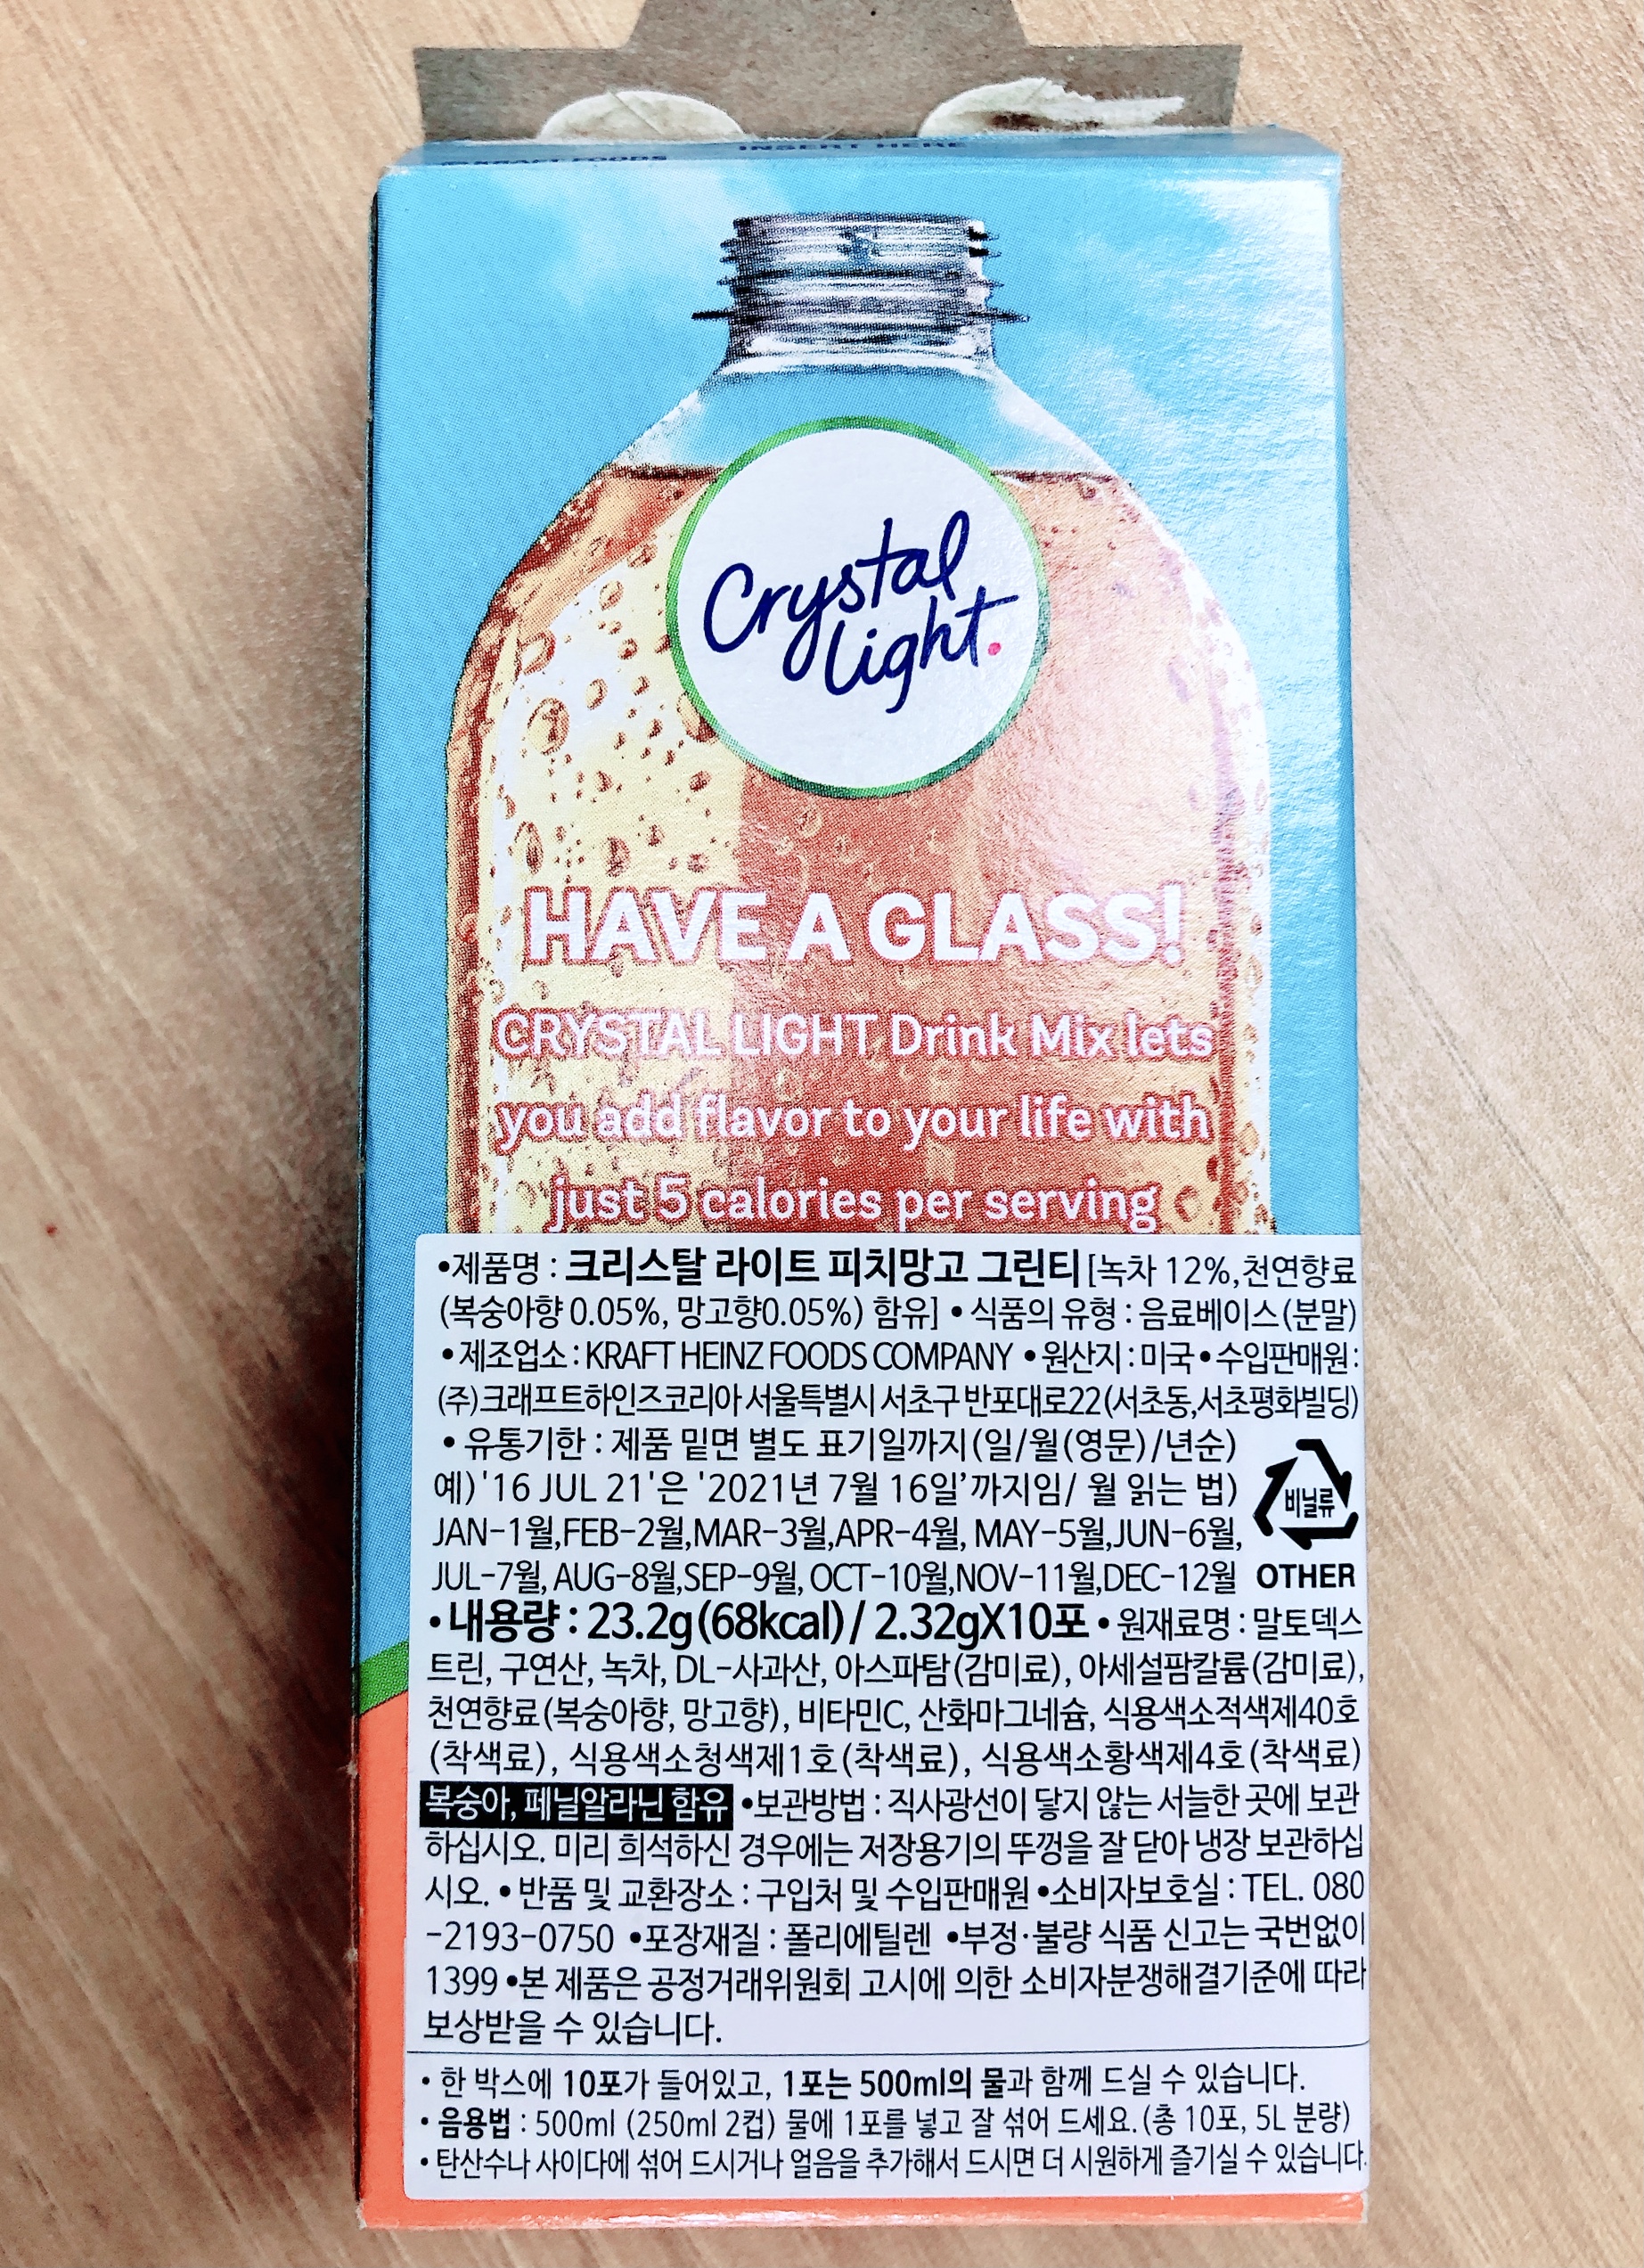 KRAFT FOODS
INSERT HERE
Crystal
Light.
HAVE A GLASS!
CRYSTAL LIGHT Drink Mix lets
you add flavor to your life with
just 5 calories per serving
•제품명 : 크리스탈 라이트 피치망고 그린티 [녹차 12%,천연향료
(복숭아향 0.05%, 망고향0.05%) 함유] • 식품의 유형 : 음료베이스(분말)
• 제조업소 : KRAFT HEINZ FOODS COMPANY • 원산지 : 미국 • 수입판매원 :
(주)크래프트하인즈코리아 서울특별시 서초구 반포대로22(서초동,서초평화빌딩)
• 유통기한 : 제품 밑면 별도 표기일까지(일/월(영문)/년순)
예) '16 JUL 21'은 '2021년 7월 16일'까지임/ 월 읽는 법)
JAN-1월,FEB-2월,MAR-3월,APR-4월, MAY-5월,JUN-6월,
JUL-7월, AUG-8월,SEP-9월, OCT-10월,NOV-11월,DEC-12월
비닐류
OTHER
• 내용량 : 23.2g(68kcal) / 2.32gX10포 • 원재료명 : 말토덱스
트린, 구연산, 녹차, DL-사과산, 아스파탐(감미료), 아세설팜칼륨(감미료),
천연향료(복숭아향, 망고향), 비타민C, 산화마그네슘, 식용색소적색제40호
(착색료), 식용색소청색제1호(착색료), 식용색소황색제4호(착색료)
복숭아, 페닐알라닌 함유 •보관방법 : 직사광선이 닿지 않는 서늘한 곳에 보관
하십시오. 미리 희석하신 경우에는 저장용기의 뚜껑을 잘 닫아 냉장 보관하십
시오. • 반품 및 교환장소 : 구입처 및 수입판매원 •소비자보호실 : TEL. 080
-2193-0750 •포장재질 : 폴리에틸렌 •부정·불량 식품 신고는 국번없이
1399 •본 제품은 공정거래위원회 고시에 의한 소비자분쟁해결기준에 따라
보상받을 수 있습니다.
• 한 박스에 10포가 들어있고, 1포는 500ml의 물과 함께 드실 수 있습니다.
• 음용법 : 500ml (250ml 2컵) 물에 1포를 넣고 잘 섞어 드세요. (총 10포, 5L 분량)
• 탄산수나 사이다에 섞어 드시거나 얼음을 추가해서 드시면 더 시원하게 즐기실 수 있습니다.